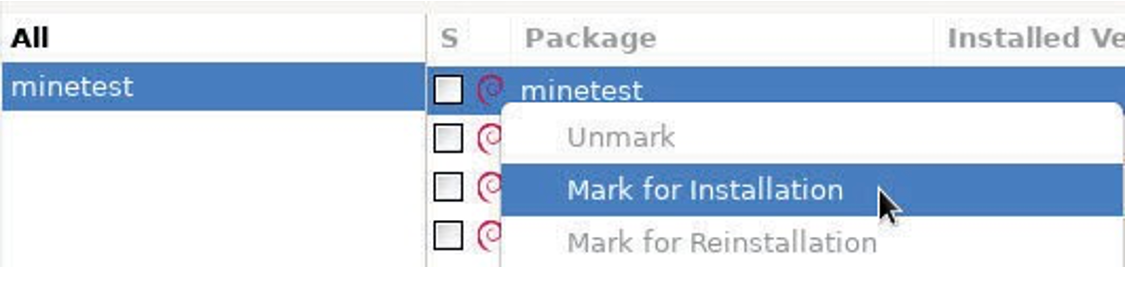 All
S Package Installed Ve
minetest
minetest
Unmark
Mark for Installation
Mark for Reinstallation